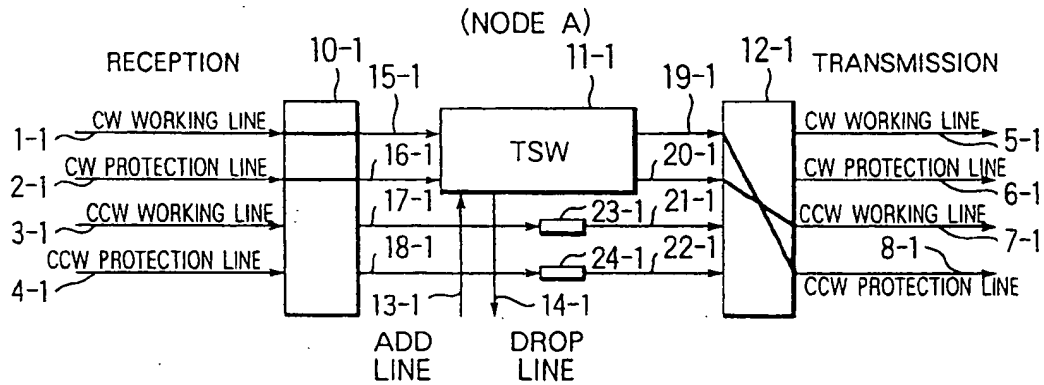 (NODE A)
RECEPTION
10-1
15-1
11-1
19-1
12-1
TRANSMISSION
1-1
CW WORKING LINE
TSW
CW WORKING LINE
5-1
2-1
CW PROTECTION LINE
16-1
20-1
CW PROTECTION LINE
6-1
3-1
CCW WORKING LINE
17-1
23-1
21-1
CCW WORKING LINE
7-1
4-1
CCW PROTECTION LINE
18-1
24-1
22-1
8-1
CCW PROTECTION LINE
13-1
14-1
ADD
LINE
DROP
LINE